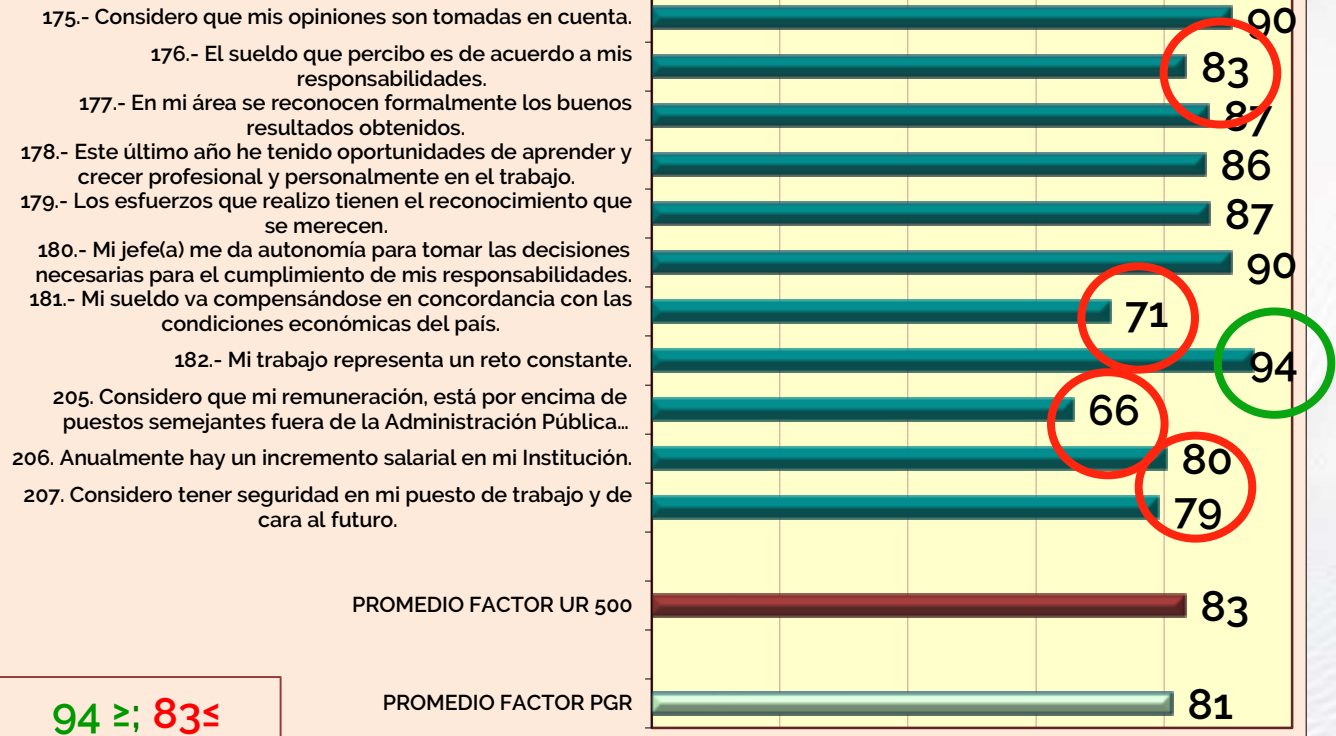 175.- Considero que mis opiniones son tomadas en cuenta.
90
176.- El sueldo que percibo es de acuerdo a mis
responsabilidades.
83
177.- En mi área se reconocen formalmente los buenos
resultados obtenidos.
87
178.- Este último año he tenido oportunidades de aprender y
crecer profesional y personalmente en el trabajo.
86
179.- Los esfuerzos que realizo tienen el reconocimiento que
se merecen.
87
180.- Mi jefe(a) me da autonomía para tomar las decisiones
necesarias para el cumplimiento de mis responsabilidades.
90
181.- Mi sueldo va compensándose en concordancia con las
condiciones económicas del país.
71
182.- Mi trabajo representa un reto constante.
94
205. Considero que mi remuneración, está por encima de
puestos semejantes fuera de la Administración Pública...
66
206. Anualmente hay un incremento salarial en mi Institución.
80
207. Considero tener seguridad en mi puesto de trabajo y de
cara al futuro.
79
PROMEDIO FACTOR UR 500
83
PROMEDIO FACTOR PGR
81
94 ≥; 83≤